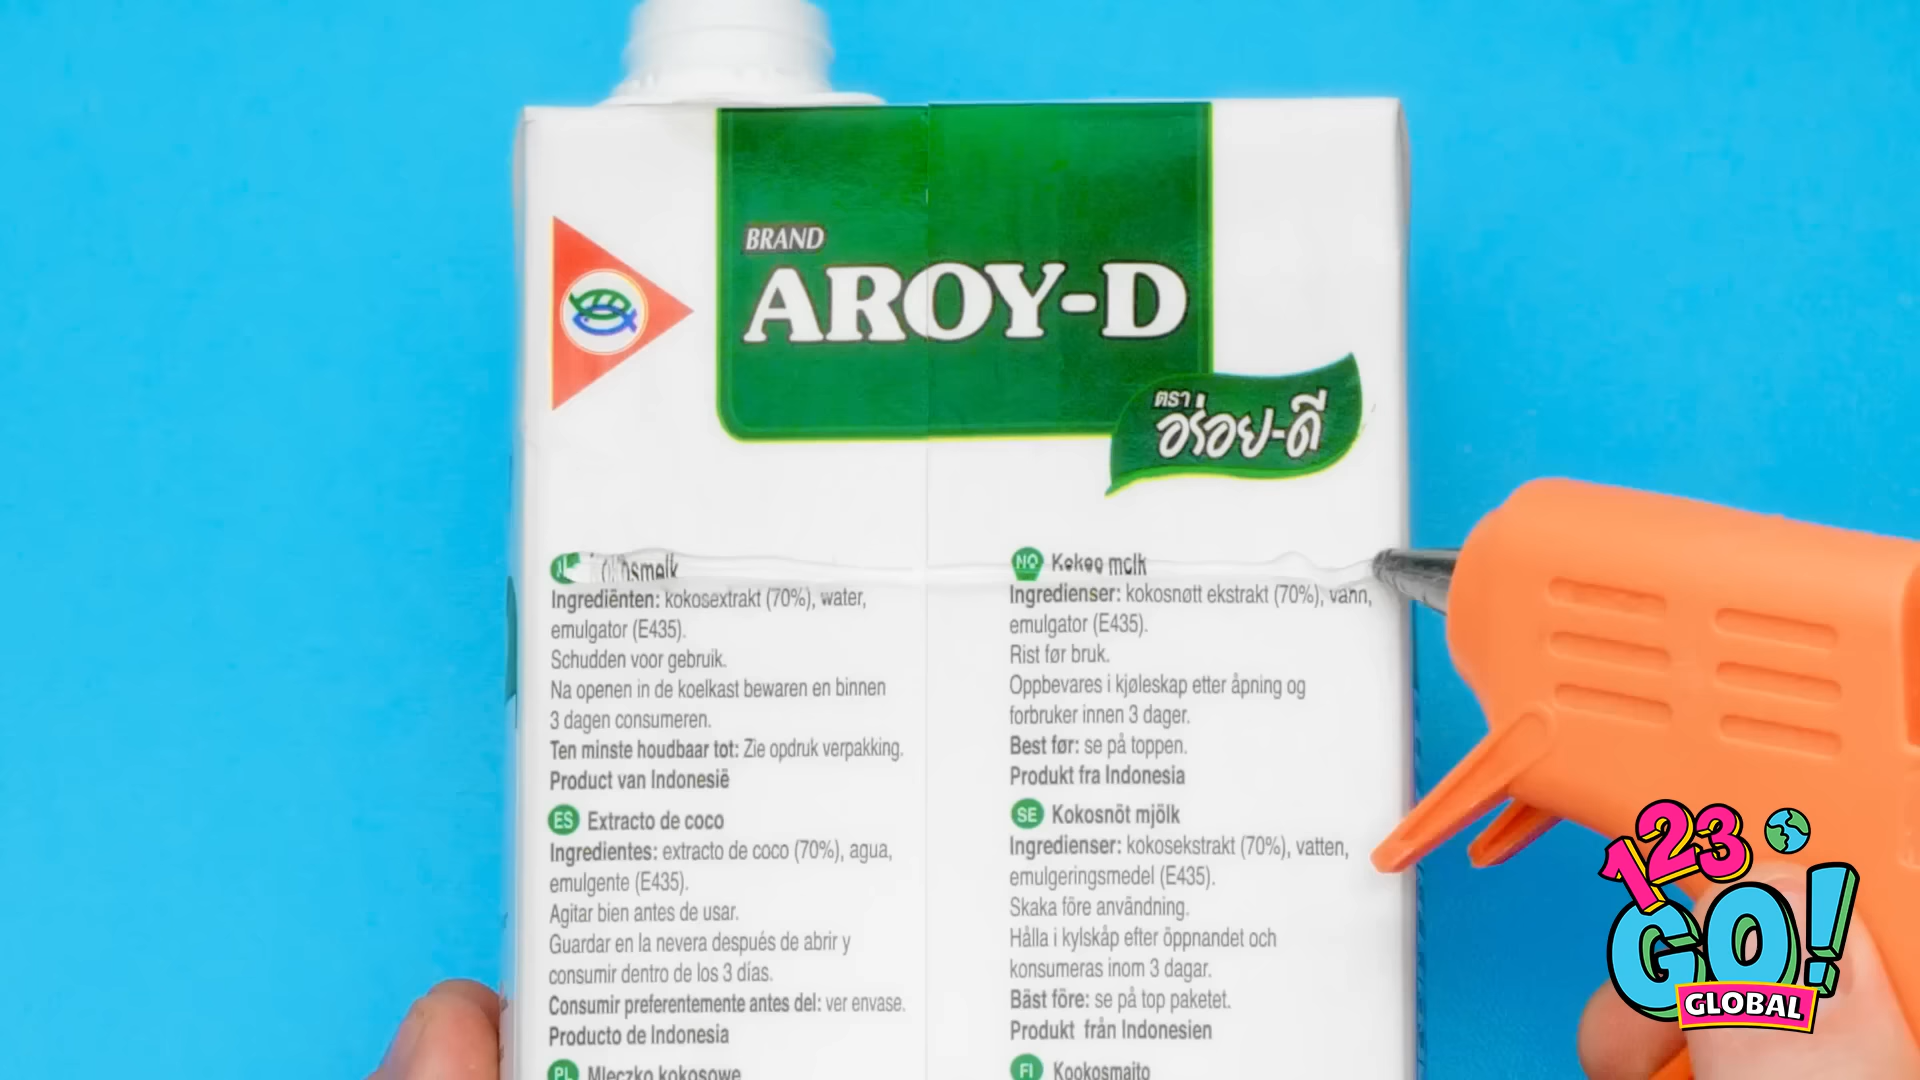 BRAND
AROY-D
ตรา
อร่อย-ดี
Ingrediënten: kokosextrakt (70%), water,
emulgator (E435).
Schudden voor gebruik.
Na openen in de koelkast bewaren en binnen
3 dagen consumeren.
Ten minste houdbaar tot: Zie opdruk verpakking.
Product van Indonesië
ES Extracto de coco
Ingredientes: extracto de coco (70%), agua,
emulgente (E435).
Agitar bien antes de usar.
Guardar en la nevera después de abrir y
consumir dentro de los 3 días.
Consumir preferentemente antes del: ver envase.
Producto de Indonesia
PL Mleczko kokosowe
NO
Ingredienser: kokosnøtt ekstrakt (70%), vann,
emulgator (E435).
Rist før bruk.
Oppbevares i kjøleskap etter åpning og
forbruker innen 3 dager.
Best før: se på toppen.
Produkt fra Indonesia
SE Kokosnöt mjölk
Ingredienser: kokosekstrakt (70%), vatten,
emulgeringsmedel (E435).
Skaka före användning.
Hålla i kylskåp efter öppnandet och
konsumeras inom 3 dagar.
Bäst före: se på top paketet.
Produkt från Indonesien
FI Kookosmaito
123
GO!
GLOBAL